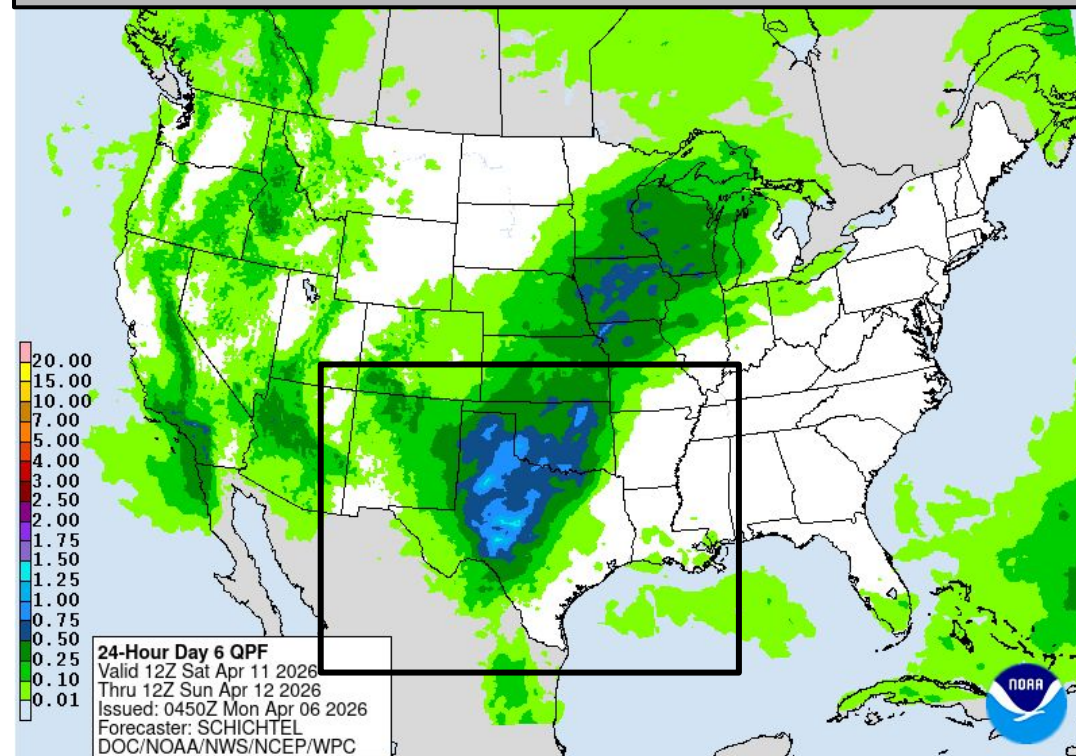 20.00
15.00
10.00
7.00
5.00
4.00
3.00
2.50
2.00
1.75
1.50
1.25
1.00
0.75
0.50
0.25
0.10
0.01
24-Hour Day 6 QPF
Valid 12Z Sat Apr 11 2026
Thru 12Z Sun Apr 12 2026
Issued: 0450Z Mon Apr 06 2026
Forecaster: SCHICHTEL
DOC/NOAA/NWS/NCEP/WPC
NOAA